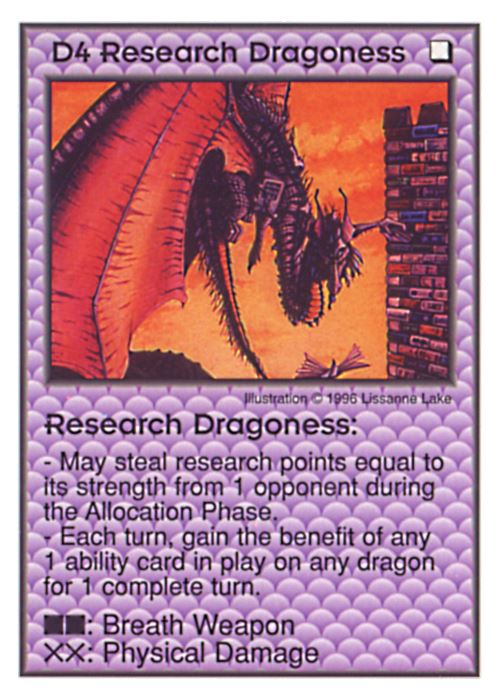 D4 Research Dragoness
Illustration © 1996 Lissanne Lake
Research Dragoness:
- May steal research points equal to
its strength from 1 opponent during
the Allocation Phase.
- Each turn, gain the benefit of any
1 ability card in play on any dragon
for 1 complete turn.
■■: Breath Weapon
XX: Physical Damage